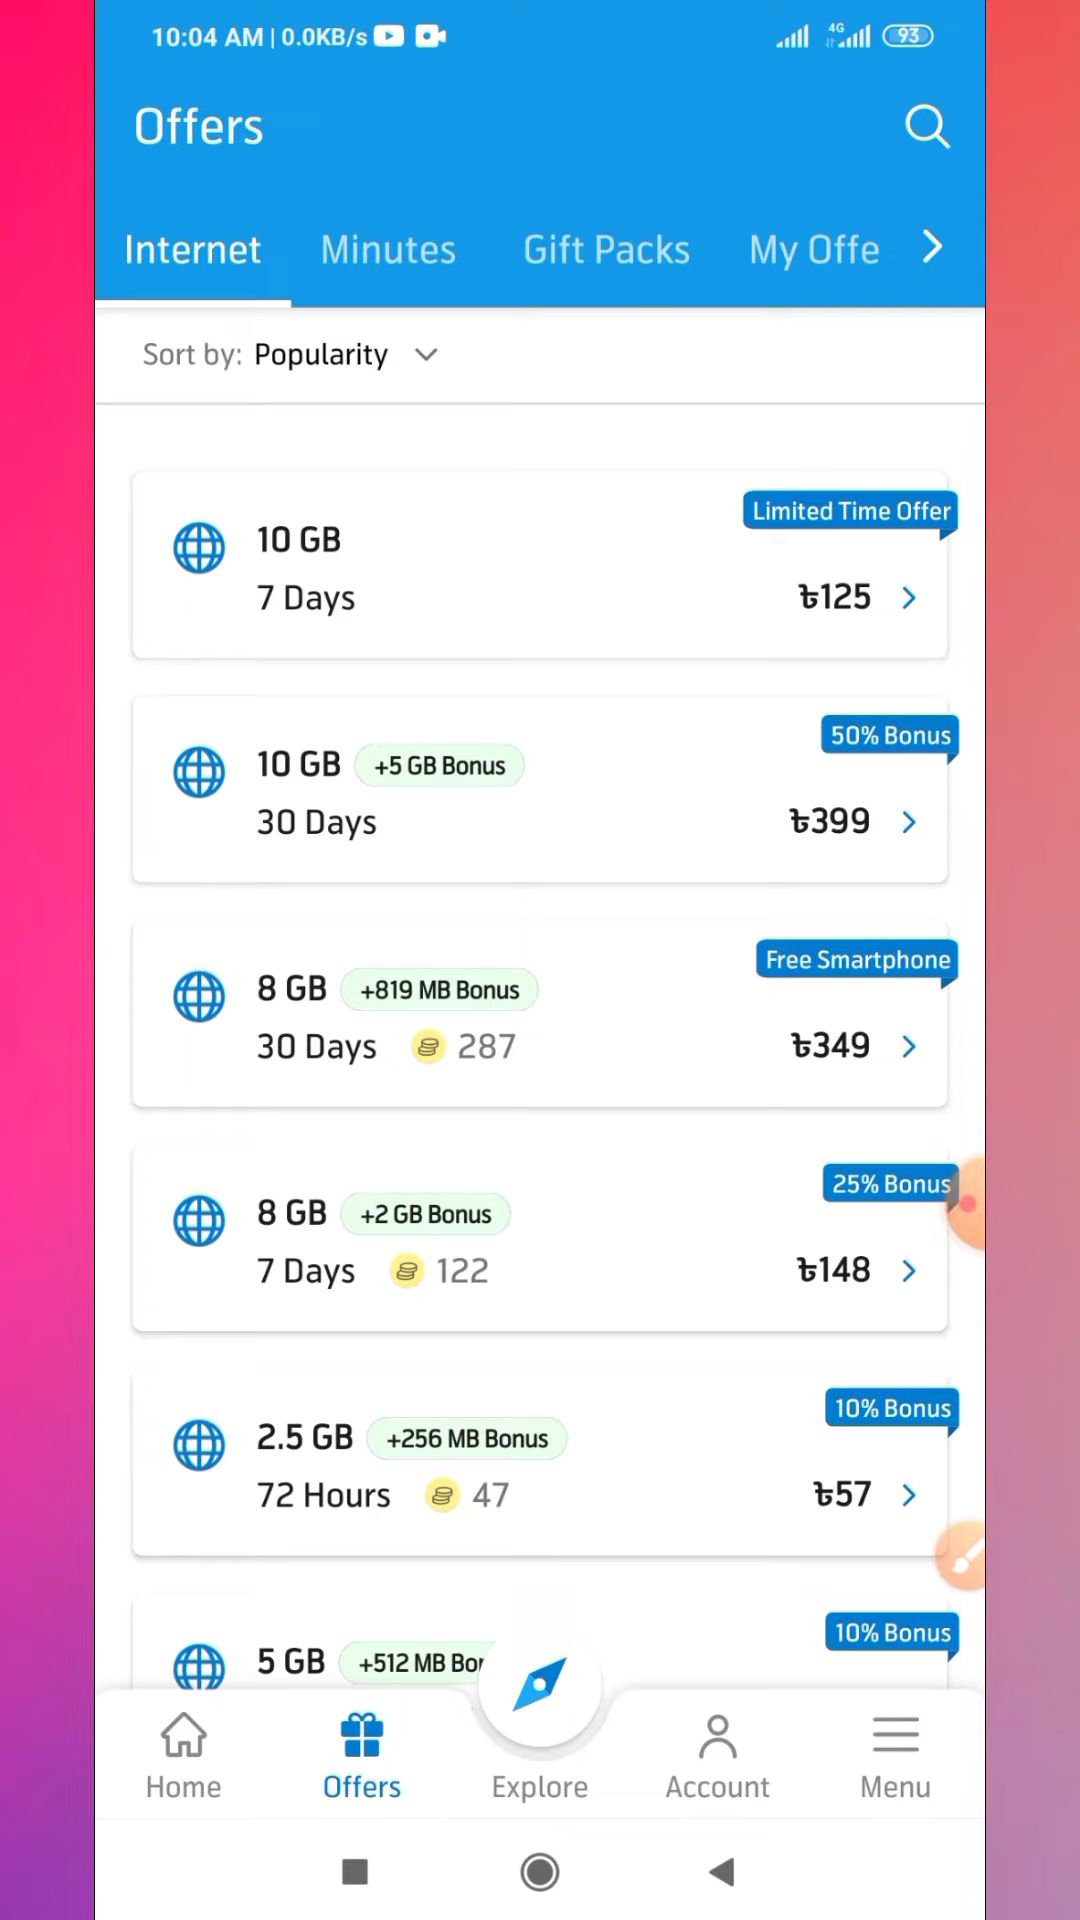 10:04 AM | 0.0KB/s
4G
93
Offers
Internet Minutes Gift Packs My Offe
Sort by: Popularity
Limited Time Offer
10 GB
7 Days ৳125
50% Bonus
10 GB +5 GB Bonus
30 Days ৳399
Free Smartphone
8 GB +819 MB Bonus
30 Days 287 ৳349
25% Bonus
8 GB +2 GB Bonus
7 Days 122 ৳148
10% Bonus
2.5 GB +256 MB Bonus
72 Hours 47 ৳57
10% Bonus
5 GB +512 MB Bo
Home Offers Explore Account Menu